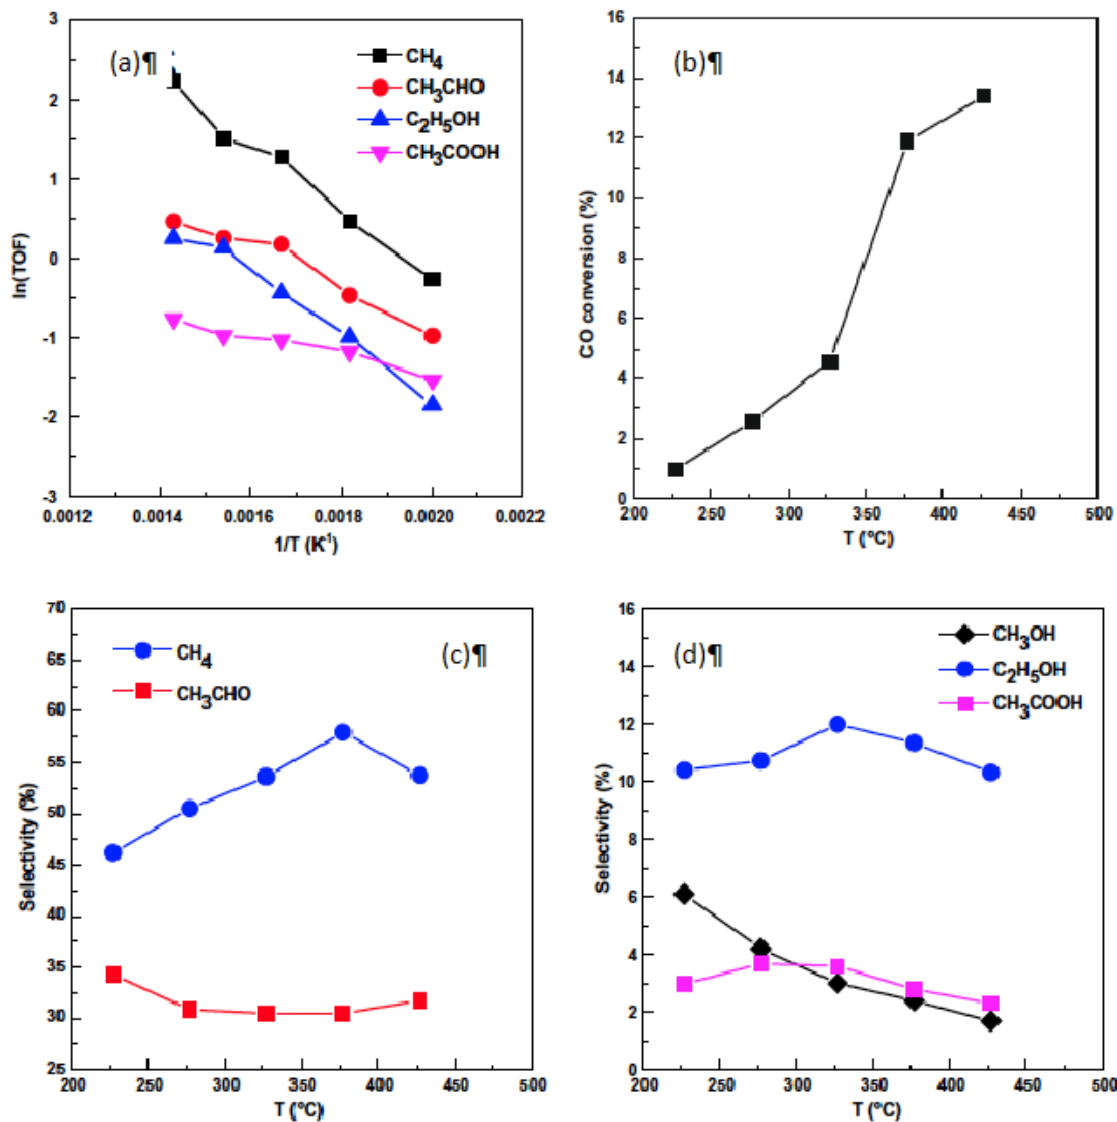 (a)¶
CH4
CH3CHO
C2H5OH
CH3COOH
ln(TOF)
3
2
1
0
-1
-2
-3
0.0012 0.0014 0.0016 0.0018 0.0020 0.0022
1/T (K-1)
(b)¶
CO conversion (%)
16
14
12
10
8
6
4
2
0
200 250 300 350 400 450 500
T (°C)
(c)¶
CH4
CH3CHO
Selectivity (%)
70
65
60
55
50
45
40
35
30
25
200 250 300 350 400 450 500
T (°C)
(d)¶
CH3OH
C2H5OH
CH3COOH
Selectivity (%)
16
14
12
10
8
6
4
2
0
200 250 300 350 400 450 500
T (°C)